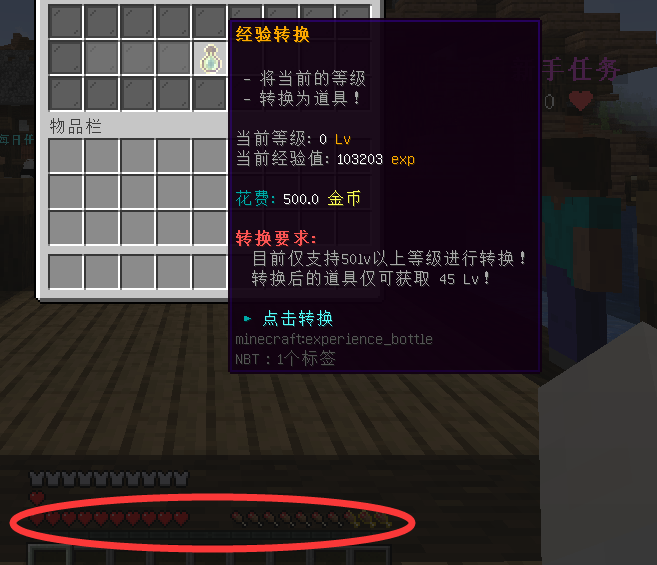 经验转换
- 将当前的等级
- 转换为道具!
手任务
0
物品栏
每日任
当前等级: 0 Lv
当前经验值: 103203 exp
花费: 500.0 金币
转换要求:
目前仅支持50lv以上等级进行转换!
转换后的道具仅可获取 45 Lv!
► 点击转换
minecraft:experience_bottle
NBT : 1个标签